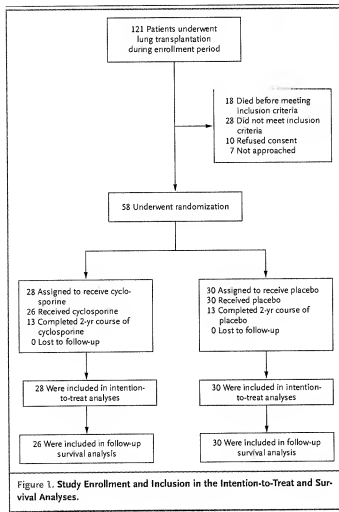 121 Patients underwent
lung transplantation
during enrollment period
18 Died before meeting
inclusion criteria
28 Did not meet inclusion
criteria
10 Refused consent
7 Not approached
58 Underwent randomization
28 Assigned to receive cyclo-
sporine
26 Received cyclosporine
13 Completed 2-yr course of
cyclosporine
0 Lost to follow-up
30 Assigned to receive placebo
30 Received placebo
13 Completed 2-yr course of
placebo
0 Lost to follow-up
28 Were included in intention-
to-treat analyses
30 Were included in intention-
to-treat analyses
26 Were included in follow-up
survival analysis
30 Were included in follow-up
survival analysis
Figure 1. Study Enrollment and Inclusion in the Intention-to-Treat and Sur-
vival Analyses.